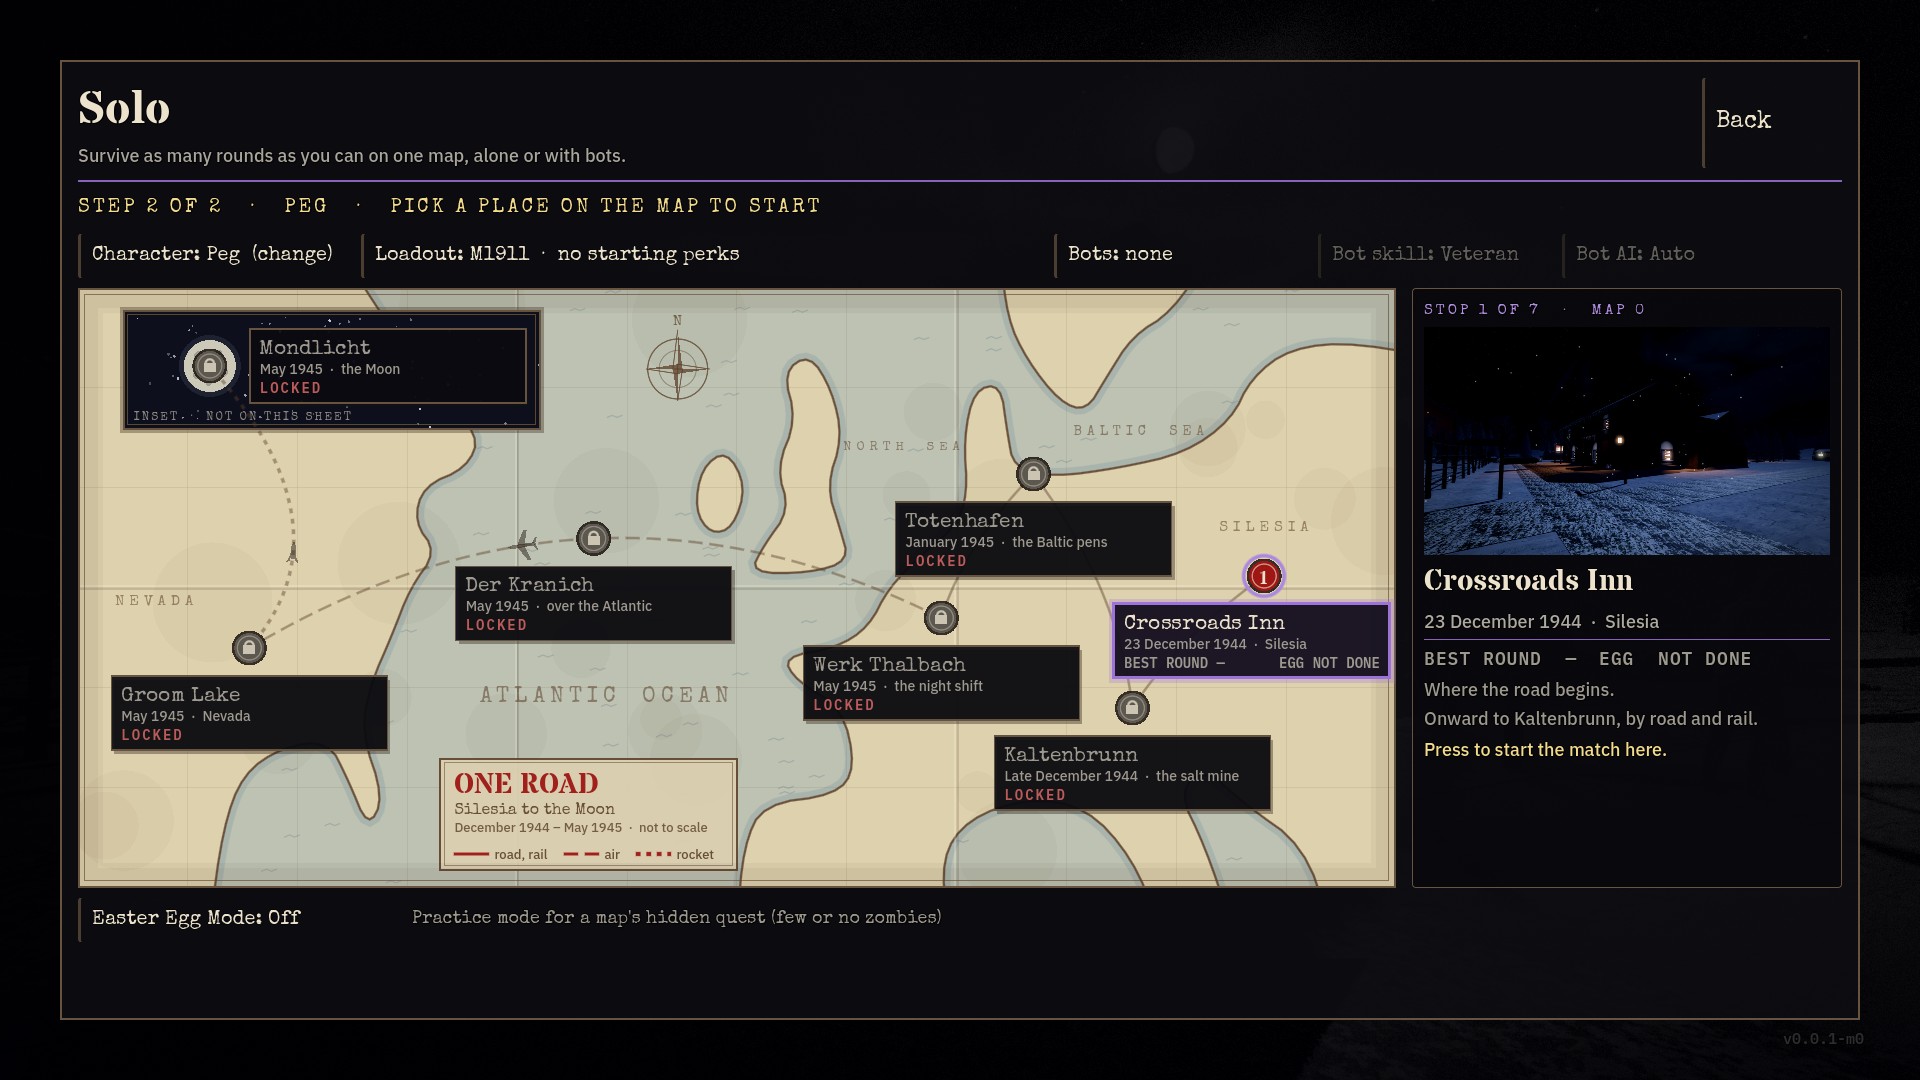 Solo
Back
Survive as many rounds as you can on one map, alone or with bots.
STEP 2 OF 2 · PEG · PICK A PLACE ON THE MAP TO START
Character: Peg (change)
Loadout: M1911 · no starting perks
Bots: none
Bot skill: Veteran
Bot AI: Auto
Mondlicht
May 1945 · the Moon
LOCKED
INSET · NOT ON THIS SHEET
N
NORTH SEA
BALTIC SEA
SILESIA
NEVADA
ATLANTIC OCEAN
Totenhafen
January 1945 · the Baltic pens
LOCKED
Der Kranich
May 1945 · over the Atlantic
LOCKED
1
Crossroads Inn
23 December 1944 · Silesia
BEST ROUND — EGG NOT DONE
Werk Thalbach
May 1945 · the night shift
LOCKED
Groom Lake
May 1945 · Nevada
LOCKED
Kaltenbrunn
Late December 1944 · the salt mine
LOCKED
ONE ROAD
Silesia to the Moon
December 1944 – May 1945 · not to scale
road, rail
air
rocket
STOP 1 OF 7 · MAP 0
Crossroads Inn
23 December 1944 · Silesia
BEST ROUND — EGG NOT DONE
Where the road begins.
Onward to Kaltenbrunn, by road and rail.
Press to start the match here.
Easter Egg Mode: Off
Practice mode for a map's hidden quest (few or no zombies)
v0.0.1-m0